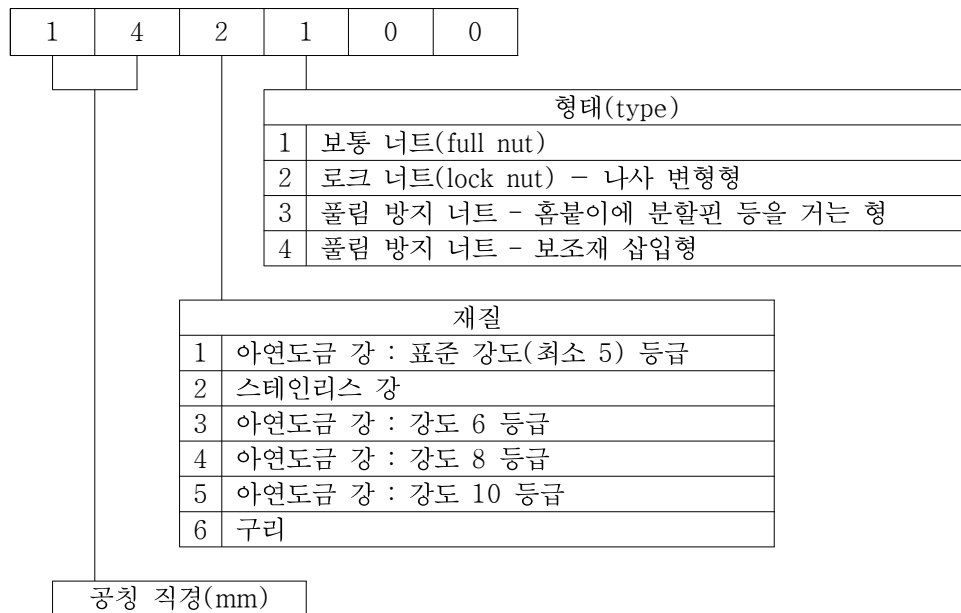 1 4 2 1 0 0
형태(type)
1 보통 너트(full nut)
2 로크 너트(lock nut) - 나사 변형형
3 풀림 방지 너트 - 홈붙이에 분할핀 등을 거는 형
4 풀림 방지 너트 - 보조재 삽입형
재질
1 아연도금 강 : 표준 강도(최소 5) 등급
2 스테인리스 강
3 아연도금 강 : 강도 6 등급
4 아연도금 강 : 강도 8 등급
5 아연도금 강 : 강도 10 등급
6 구리
공칭 직경(mm)